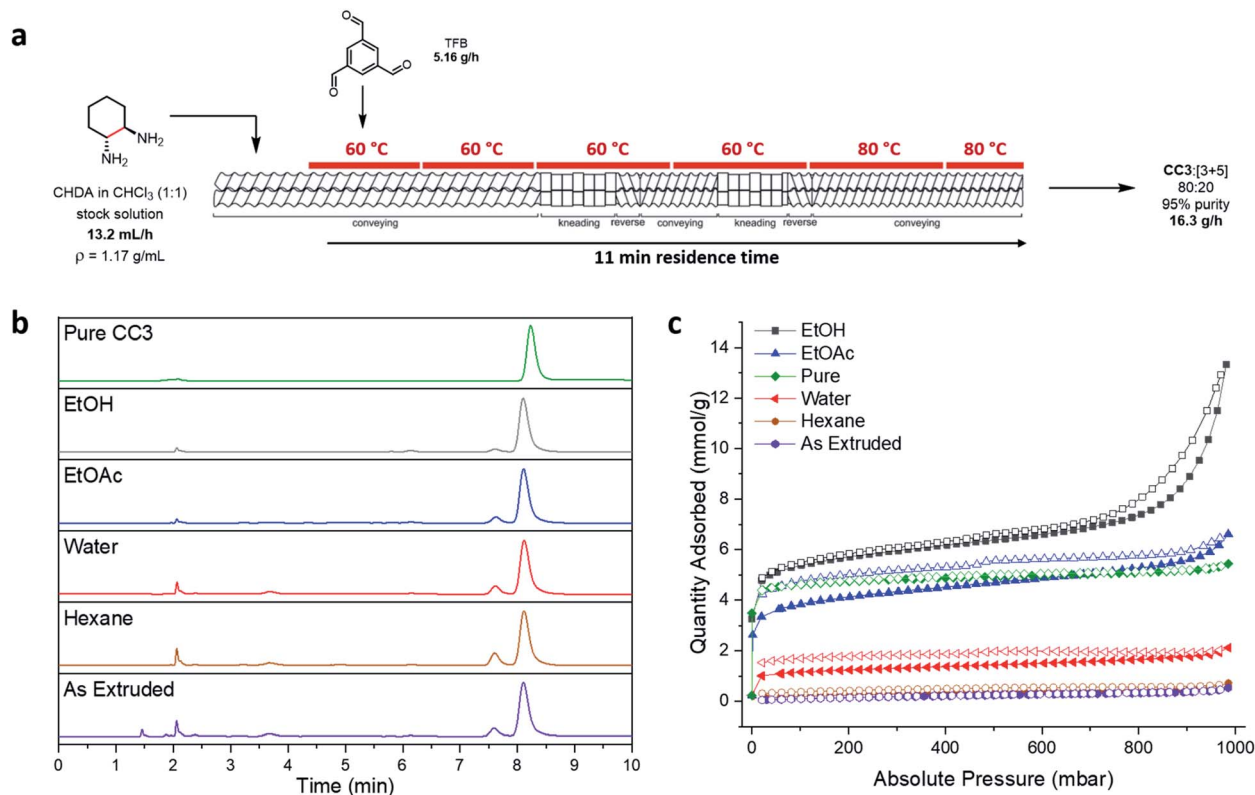 a
O
O
O
TFB
5.16 g/h
NH2
NH2
CHDA in CHCl3 (1:1)
stock solution
13.2 mL/h
ρ = 1.17 g/mL
60 °C
60 °C
60 °C
60 °C
80 °C
80 °C
conveying
kneading
reverse
conveying
kneading
reverse
conveying
11 min residence time
CC3:[3+5]
80:20
95% purity
16.3 g/h
b
Pure CC3
EtOH
EtOAc
Water
Hexane
As Extruded
0 1 2 3 4 5 6 7 8 9 10
Time (min)
c
EtOH
EtOAc
Pure
Water
Hexane
As Extruded
Quantity Adsorbed (mmol/g)
14
12
10
8
6
4
2
0
0 200 400 600 800 1000
Absolute Pressure (mbar)